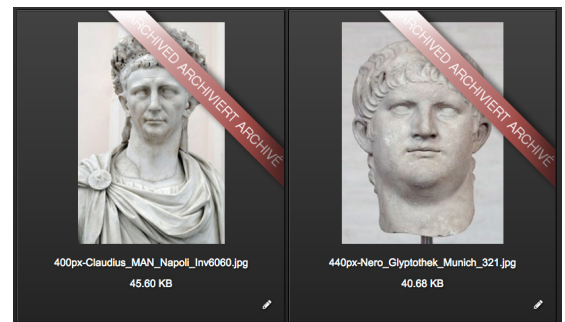 ARCHIVED ARCHIVIERT ARCHIVÉ
400px-Claudius_MAN_Napoli_Inv6060.jpg
45.60 KB
ARCHIVED ARCHIVIERT ARCHIVÉ
440px-Nero_Glyptothek_Munich_321.jpg
40.68 KB